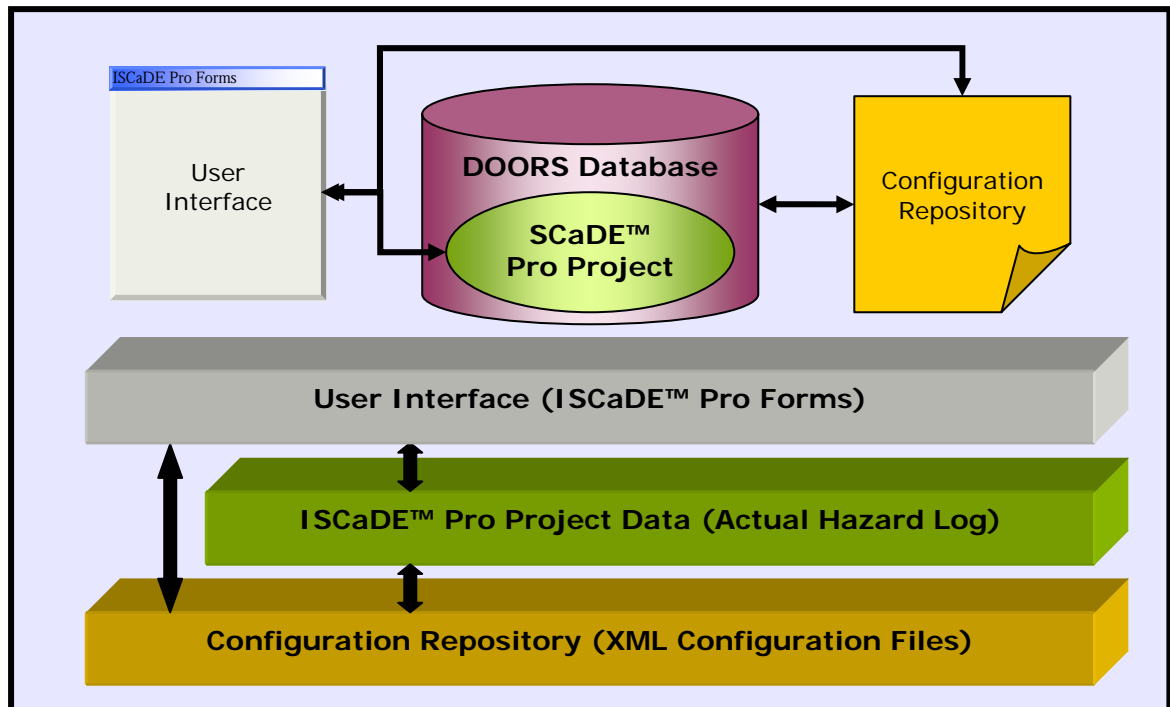 ISCaDE Pro Forms
User
Interface
DOORS Database
SCaDE™
Pro Project
Configuration
Repository
User Interface (ISCaDE™ Pro Forms)
ISCaDE™ Pro Project Data (Actual Hazard Log)
Configuration Repository (XML Configuration Files)